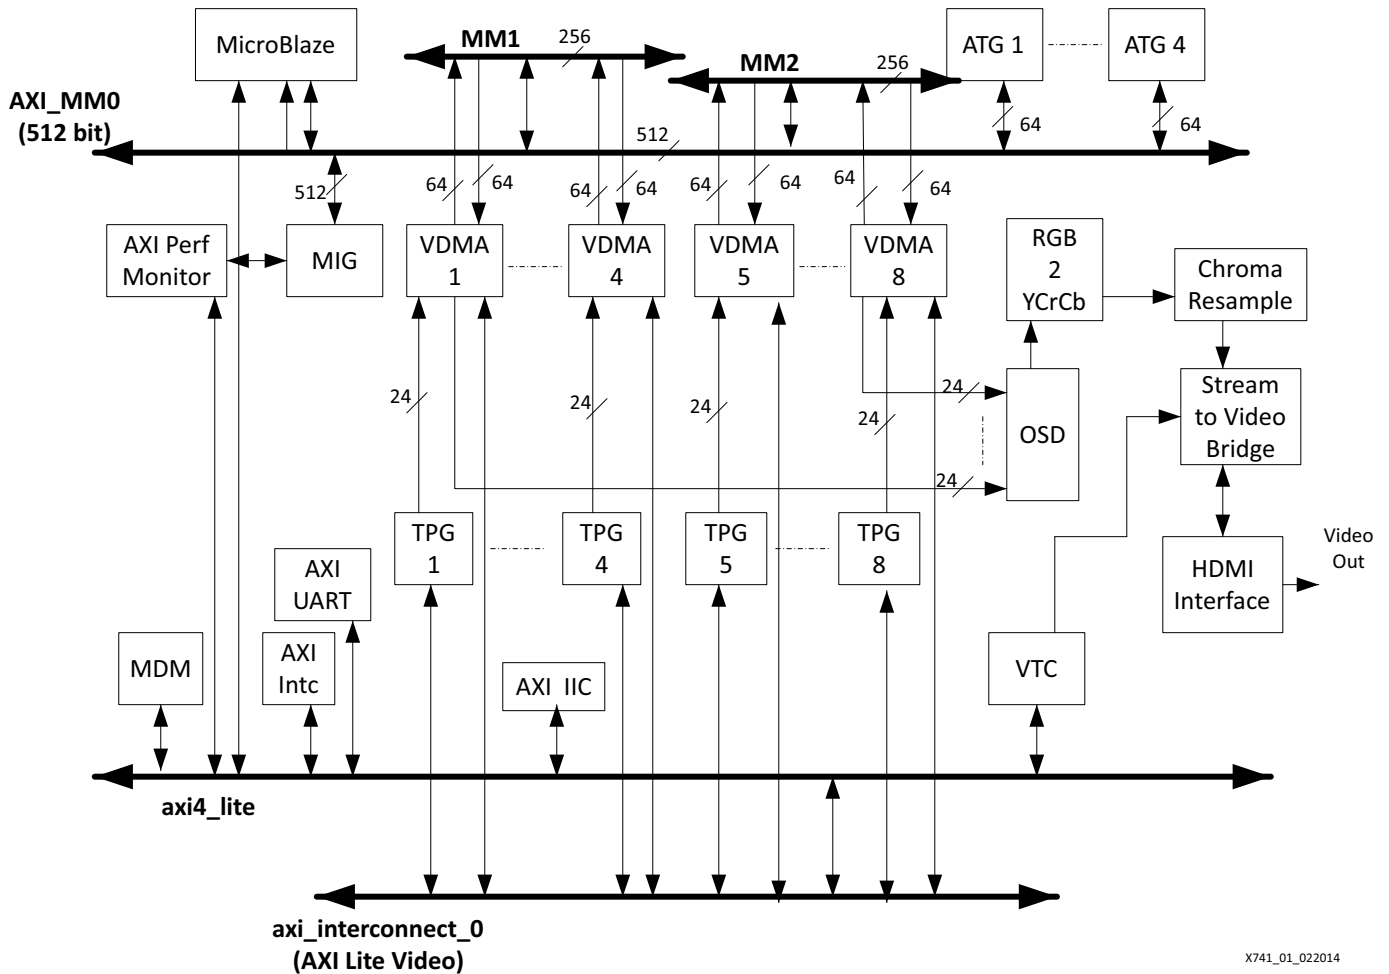 MicroBlaze
MM1
256
MM2
256
ATG 1
ATG 4
AXI_MM0
(512 bit)
512
64
64
512
64
64
64
64
64
64
64
64
AXI Perf
Monitor
MIG
VDMA
1
VDMA
4
VDMA
5
VDMA
8
RGB
2
YCrCb
Chroma
Resample
24
24
24
24
24
24
OSD
Stream
to Video
Bridge
TPG
1
TPG
4
TPG
5
TPG
8
HDMI
Interface
Video
Out
AXI
UART
MDM
AXI
Intc
AXI IIC
VTC
axi4_lite
axi_interconnect_0
(AXI Lite Video)
X741_01_022014